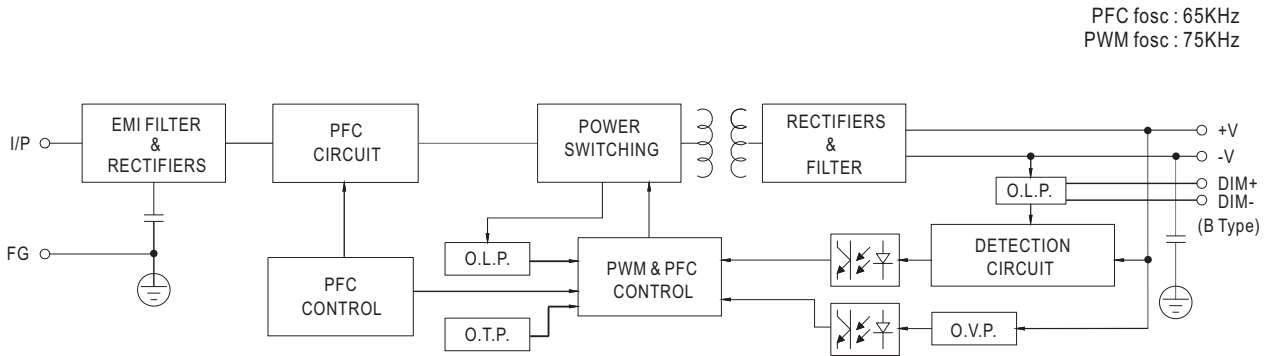 PFC fosc : 65KHz
PWM fosc : 75KHz
I/P
EMI FILTER
&
RECTIFIERS
PFC
CIRCUIT
POWER
SWITCHING
RECTIFIERS
&
FILTER
+V
-V
O.L.P.
DIM+
DIM-
(B Type)
FG
O.L.P.
PFC
CONTROL
PWM & PFC
CONTROL
DETECTION
CIRCUIT
O.T.P.
O.V.P.